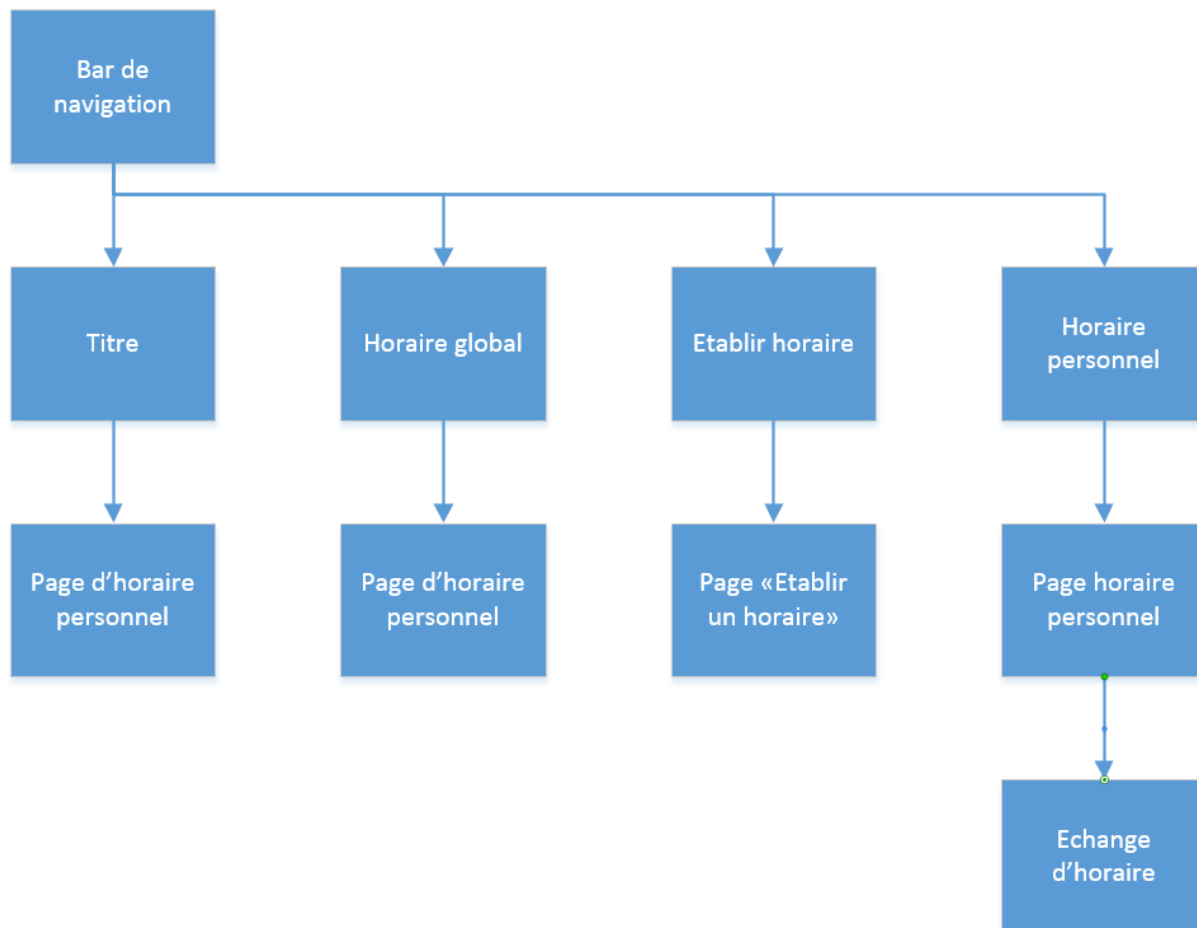 Bar de
navigation
Titre
Horaire global
Etablir horaire
Horaire
personnel
Page d’horaire
personnel
Page d’horaire
personnel
Page «Etablir
un horaire»
Page horaire
personnel
Echange
d’horaire